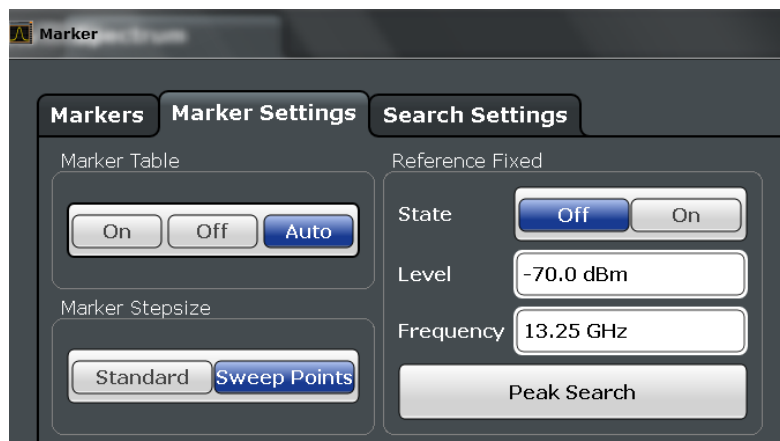 Marker
Markers Marker Settings Search Settings
Marker Table
On Off Auto
Marker Stepsize
Standard Sweep Points
Reference Fixed
State Off On
Level -70.0 dBm
Frequency 13.25 GHz
Peak Search